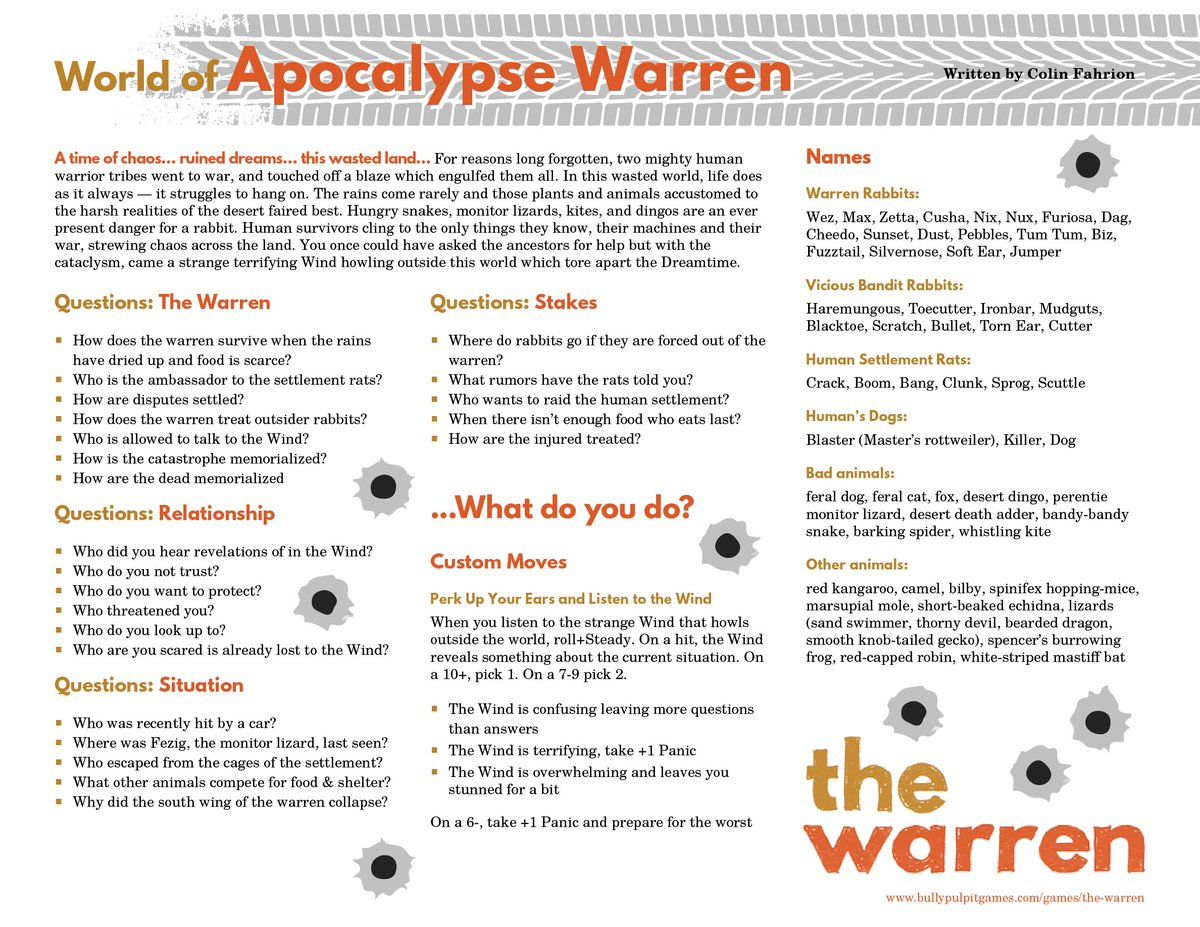 World of Apocalypse Warren
Written by Colin Fahrion
A time of chaos... ruined dreams... this wasted land... For reasons long forgotten, two mighty human
warrior tribes went to war, and touched off a blaze which engulfed them all. In this wasted world, life does
as it always — it struggles to hang on. The rains come rarely and those plants and animals accustomed to
the harsh realities of the desert faired best. Hungry snakes, monitor lizards, kites, and dingos are an ever
present danger for a rabbit. Human survivors cling to the only things they know, their machines and their
war, strewing chaos across the land. You once could have asked the ancestors for help but with the
cataclysm, came a strange terrifying Wind howling outside this world which tore apart the Dreamtime.
Questions: The Warren
▪ How does the warren survive when the rains
have dried up and food is scarce?
▪ Who is the ambassador to the settlement rats?
▪ How are disputes settled?
▪ How does the warren treat outsider rabbits?
▪ Who is allowed to talk to the Wind?
▪ How is the catastrophe memorialized?
▪ How are the dead memorialized
Questions: Relationship
▪ Who did you hear revelations of in the Wind?
▪ Who do you not trust?
▪ Who do you want to protect?
▪ Who threatened you?
▪ Who do you look up to?
▪ Who are you scared is already lost to the Wind?
Questions: Situation
▪ Who was recently hit by a car?
▪ Where was Fezig, the monitor lizard, last seen?
▪ Who escaped from the cages of the settlement?
▪ What other animals compete for food & shelter?
▪ Why did the south wing of the warren collapse?
Questions: Stakes
▪ Where do rabbits go if they are forced out of the
warren?
▪ What rumors have the rats told you?
▪ Who wants to raid the human settlement?
▪ When there isn't enough food who eats last?
▪ How are the injured treated?
...What do you do?
Custom Moves
Perk Up Your Ears and Listen to the Wind
When you listen to the strange Wind that howls
outside the world, roll+Steady. On a hit, the Wind
reveals something about the current situation. On
a 10+, pick 1. On a 7-9 pick 2.
▪ The Wind is confusing leaving more questions
than answers
▪ The Wind is terrifying, take +1 Panic
▪ The Wind is overwhelming and leaves you
stunned for a bit
On a 6-, take +1 Panic and prepare for the worst
Names
Warren Rabbits:
Wez, Max, Zetta, Cusha, Nix, Nux, Furiosa, Dag,
Cheedo, Sunset, Dust, Pebbles, Tum Tum, Biz,
Fuzztail, Silvernose, Soft Ear, Jumper
Vicious Bandit Rabbits:
Haremungous, Toecutter, Ironbar, Mudguts,
Blacktoe, Scratch, Bullet, Torn Ear, Cutter
Human Settlement Rats:
Crack, Boom, Bang, Clunk, Sprog, Scuttle
Human's Dogs:
Blaster (Master's rottweiler), Killer, Dog
Bad animals:
feral dog, feral cat, fox, desert dingo, perentie
monitor lizard, desert death adder, bandy-bandy
snake, barking spider, whistling kite
Other animals:
red kangaroo, camel, bilby, spinifex hopping-mice,
marsupial mole, short-beaked echidna, lizards
(sand swimmer, thorny devil, bearded dragon,
smooth knob-tailed gecko), spencer's burrowing
frog, red-capped robin, white-striped mastiff bat
the
warren
www.bullypulpitgames.com/games/the-warren